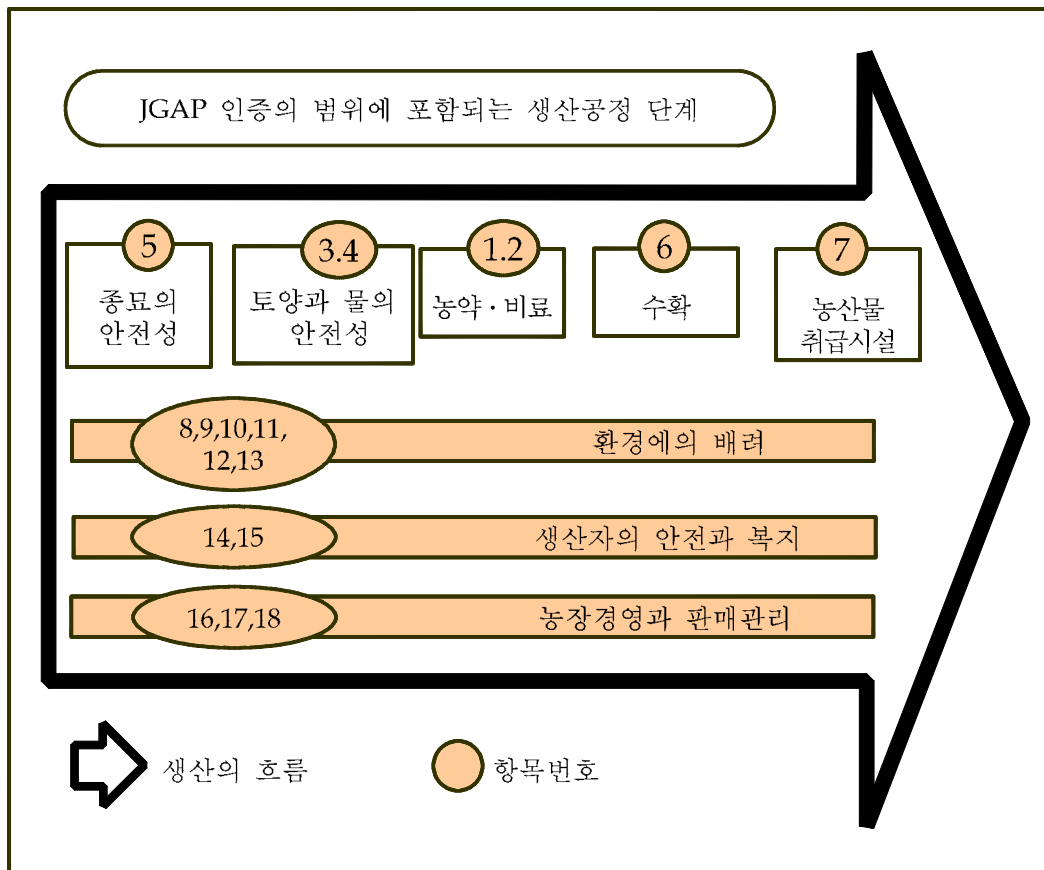 JGAP 인증의 범위에 포함되는 생산공정 단계
5
종묘의
안전성
3.4
토양과 물의
안전성
1.2
농약·비료
6
수확
7
농산물
취급시설
8,9,10,11,
12,13
환경에의 배려
14,15
생산자의 안전과 복지
16,17,18
농장경영과 판매관리
생산의 흐름
항목번호